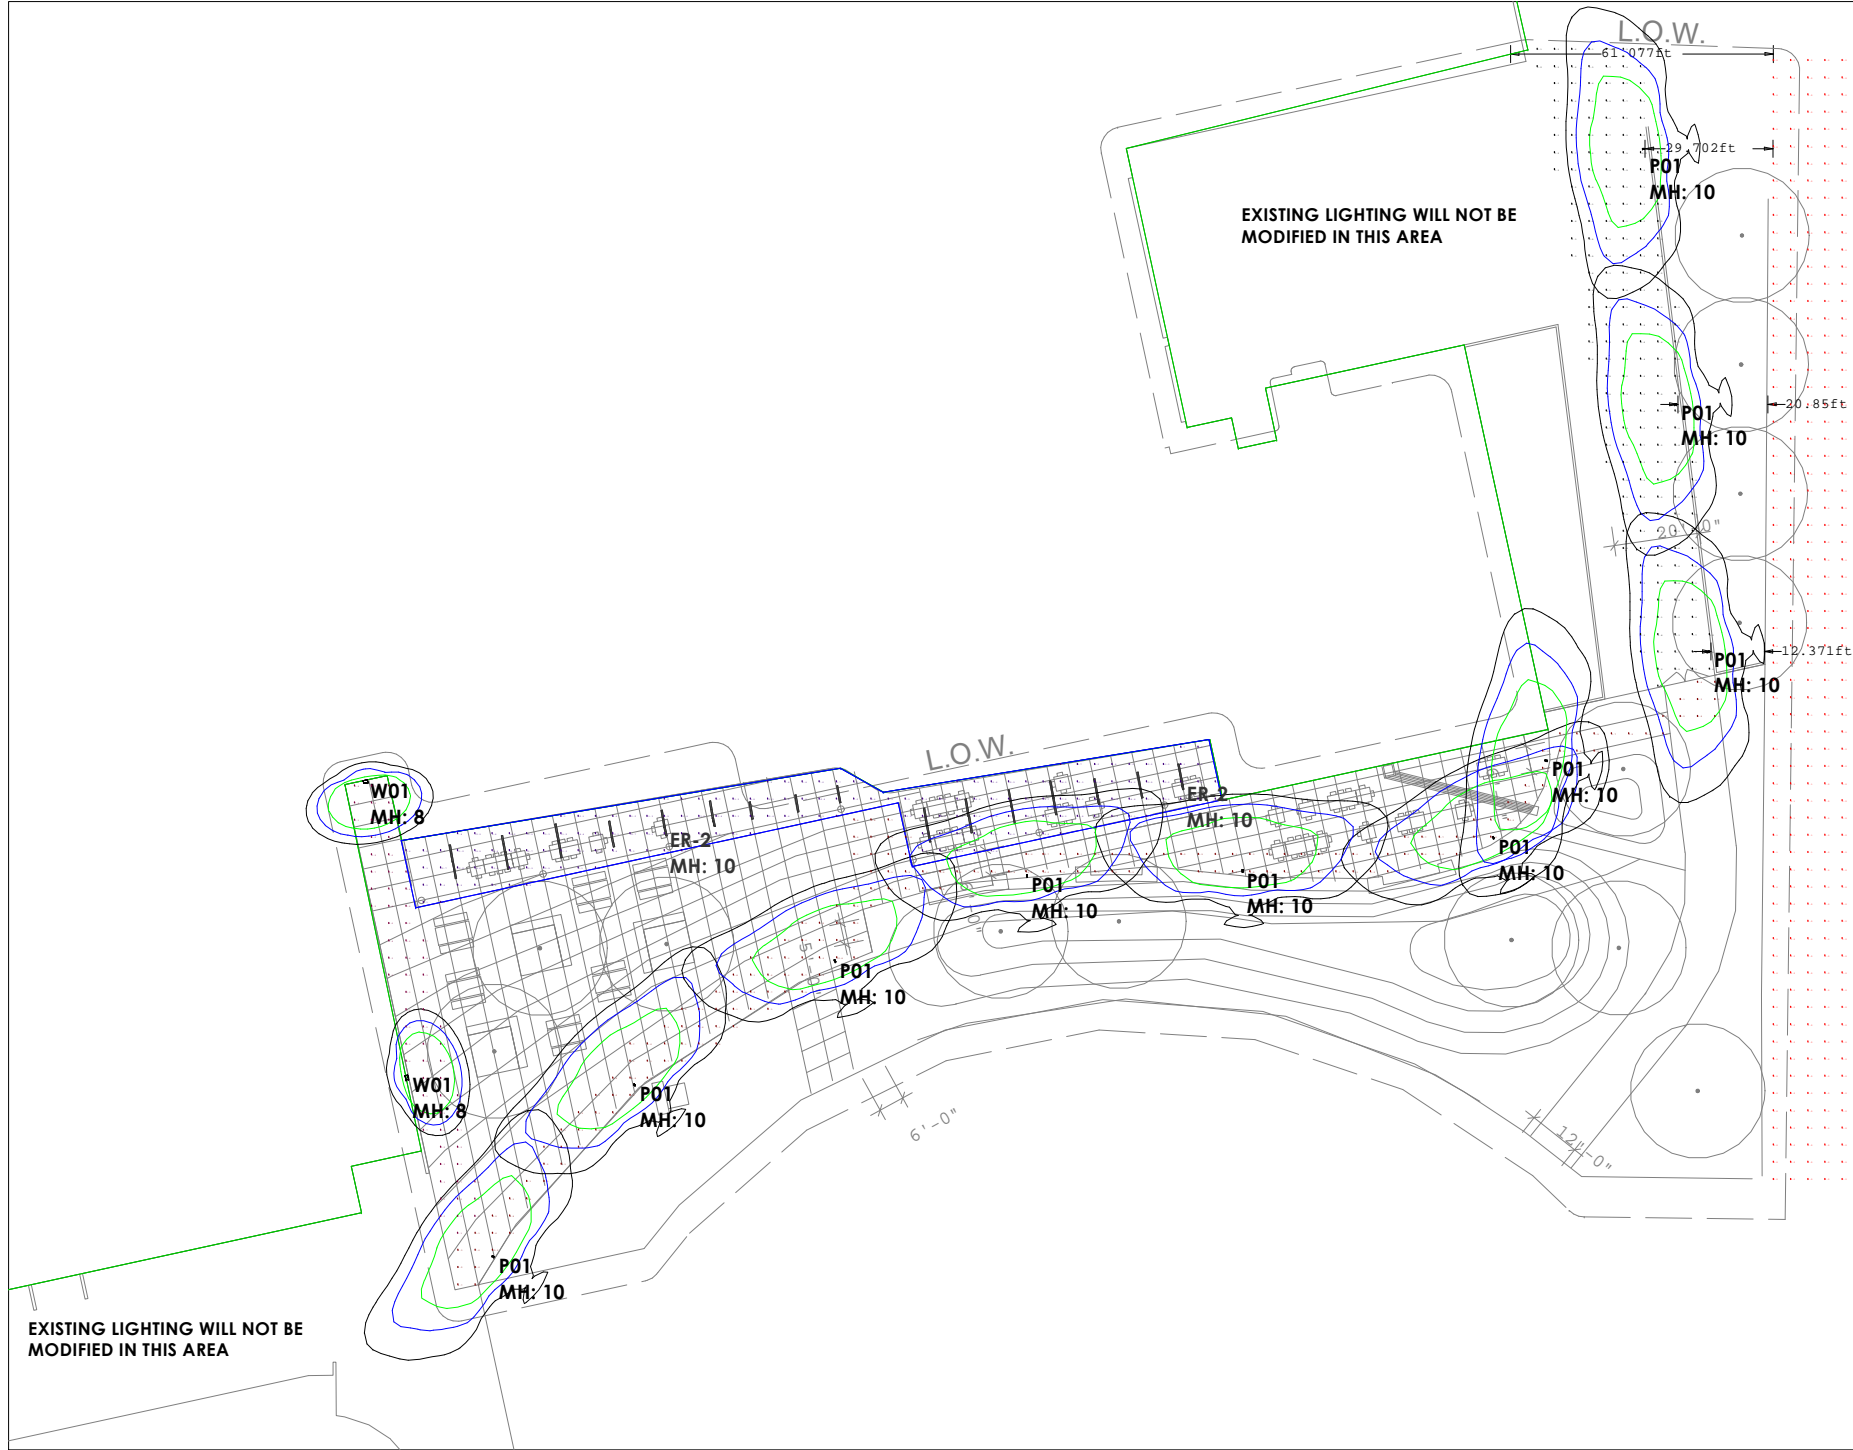 L.O.W.
61.077ft
29.702ft
P01
MH: 10
EXISTING LIGHTING WILL NOT BE
MODIFIED IN THIS AREA
20.85ft
P01
MH: 10
12.371ft
P01
MH: 10
L.O.W.
P01
MH: 10
W01
MH: 8
ER-2
MH: 10
ER-2
MH: 10
P01
MH: 10
P01
MH: 10
P01
MH: 10
P01
MH: 10
W01
MH: 8
P01
MH: 10
6'-0"
12'-0"
P01
MH: 10
EXISTING LIGHTING WILL NOT BE
MODIFIED IN THIS AREA